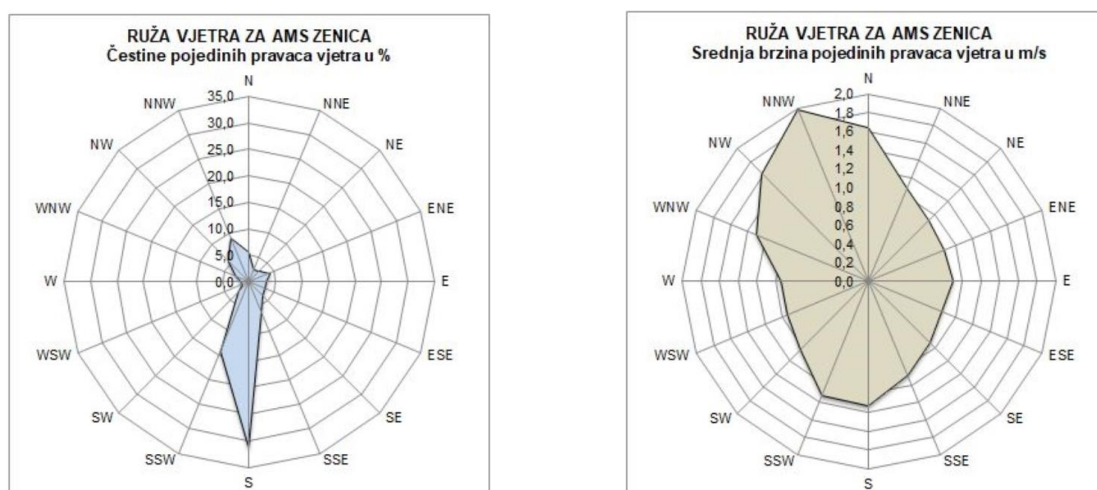 RUŽA VJETRA ZA AMS ZENICA
Čestine pojedinih pravaca vjetra u %
N
NNE
NE
ENE
E
ESE
SE
SSE
S
SSW
SW
WSW
W
WNW
NW
NNW
35,0
30,0
25,0
20,0
15,0
10,0
5,0
0,0
RUŽA VJETRA ZA AMS ZENICA
Srednja brzina pojedinih pravaca vjetra u m/s
N
NNE
NE
ENE
E
ESE
SE
SSE
S
SSW
SW
WSW
W
WNW
NW
NNW
2,0
1,8
1,6
1,4
1,2
1,0
0,8
0,6
0,4
0,2
0,0